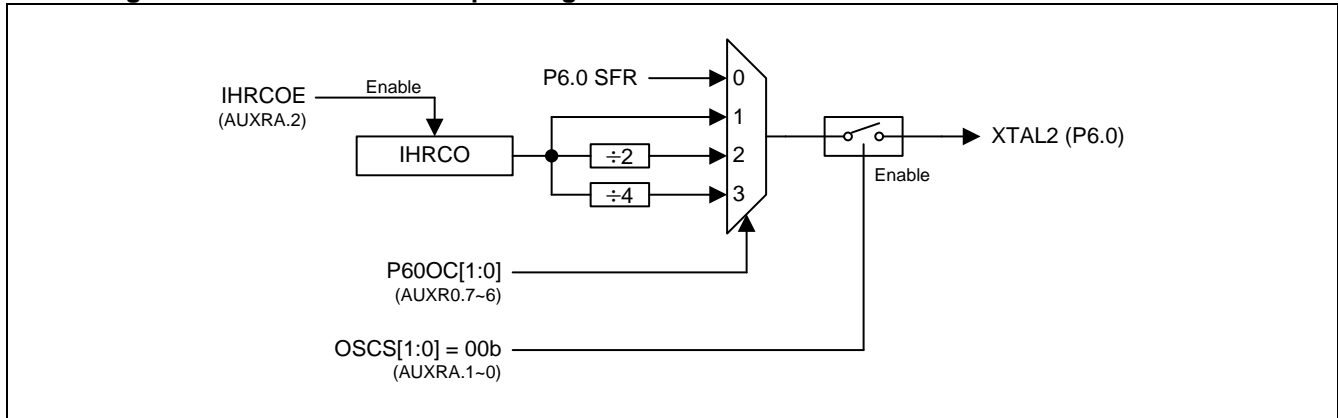 P6.0 SFR
0
IHRCOE
Enable
(AUXRA.2)
1
IHRCO
÷2
2
XTAL2 (P6.0)
Enable
÷4
3
P60OC[1:0]
(AUXR0.7~6)
OSCS[1:0] = 00b
(AUXRA.1~0)